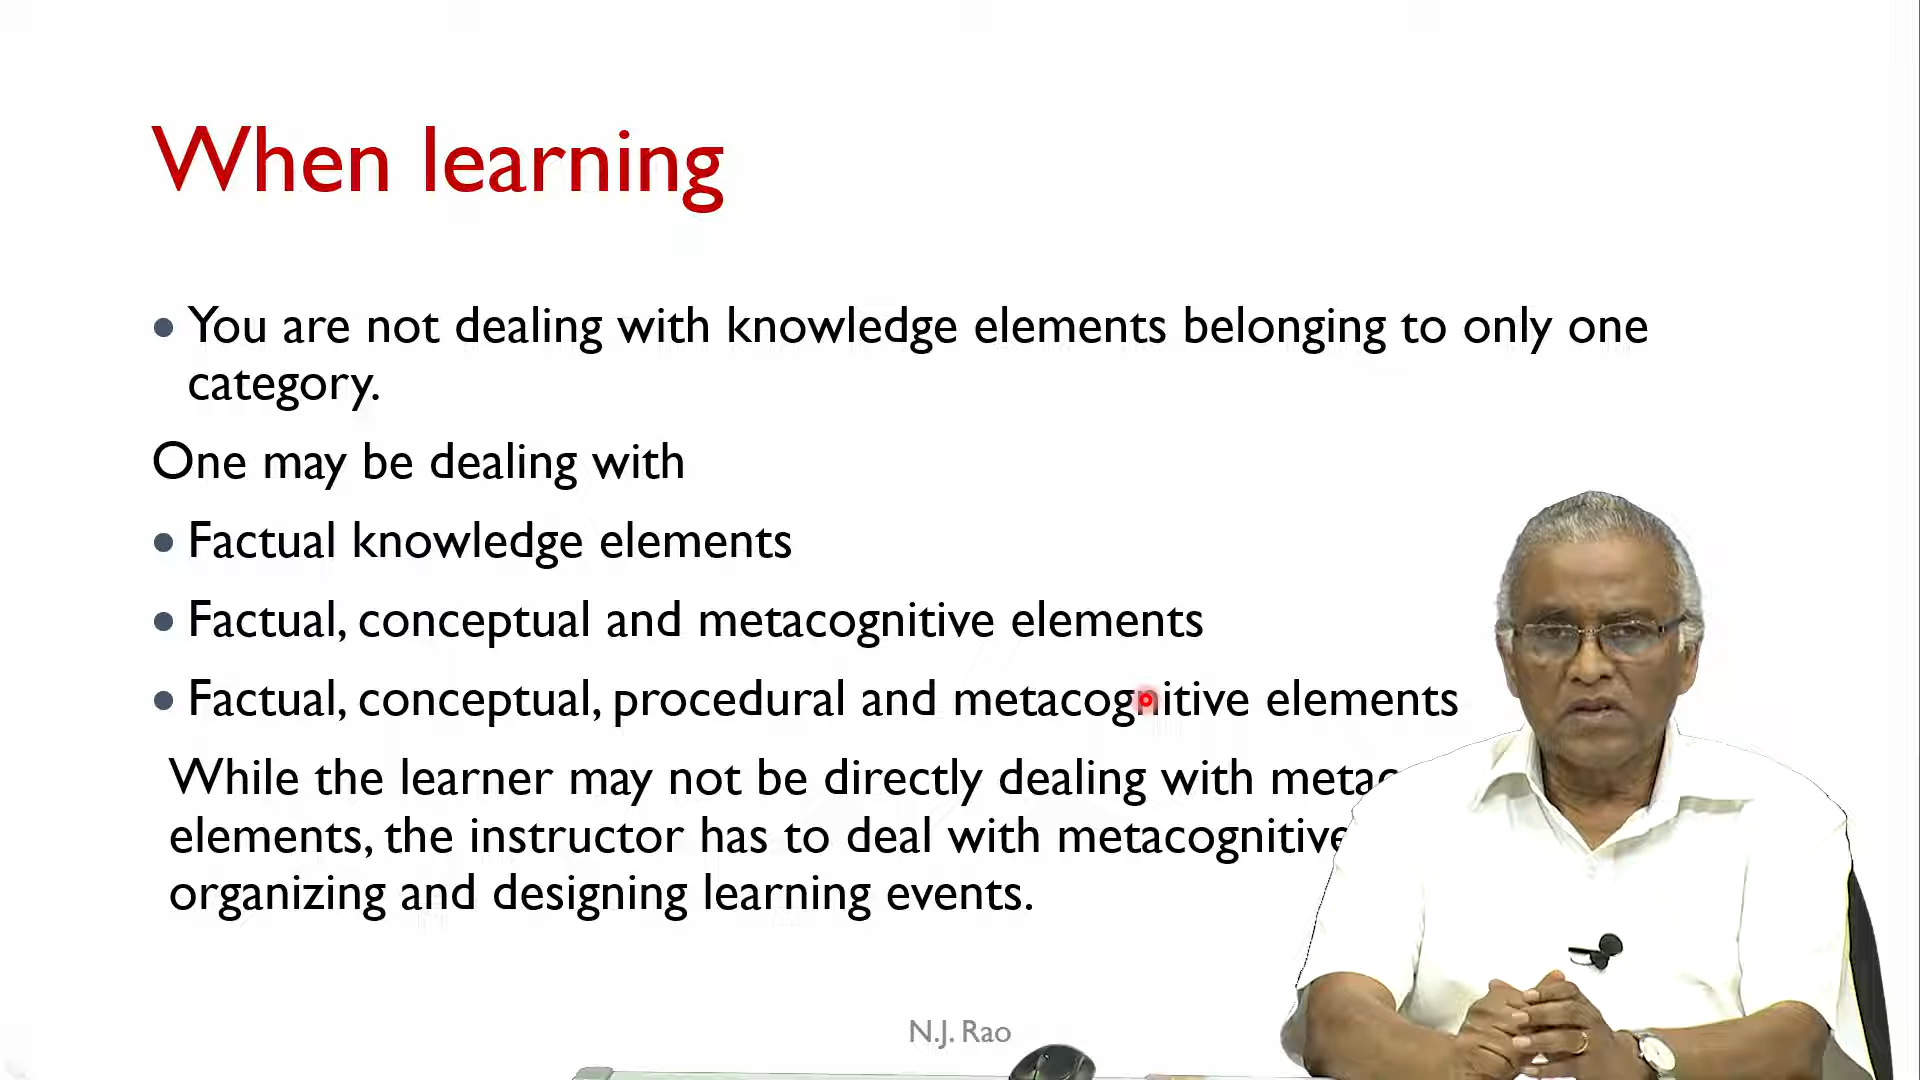 When learning
• You are not dealing with knowledge elements belonging to only one
category.
One may be dealing with
• Factual knowledge elements
• Factual, conceptual and metacognitive elements
• Factual, conceptual, procedural and metacognitive elements
While the learner may not be directly dealing with
elements, the instructor has to deal with metacognitive
organizing and designing learning events.
N.J. Rao